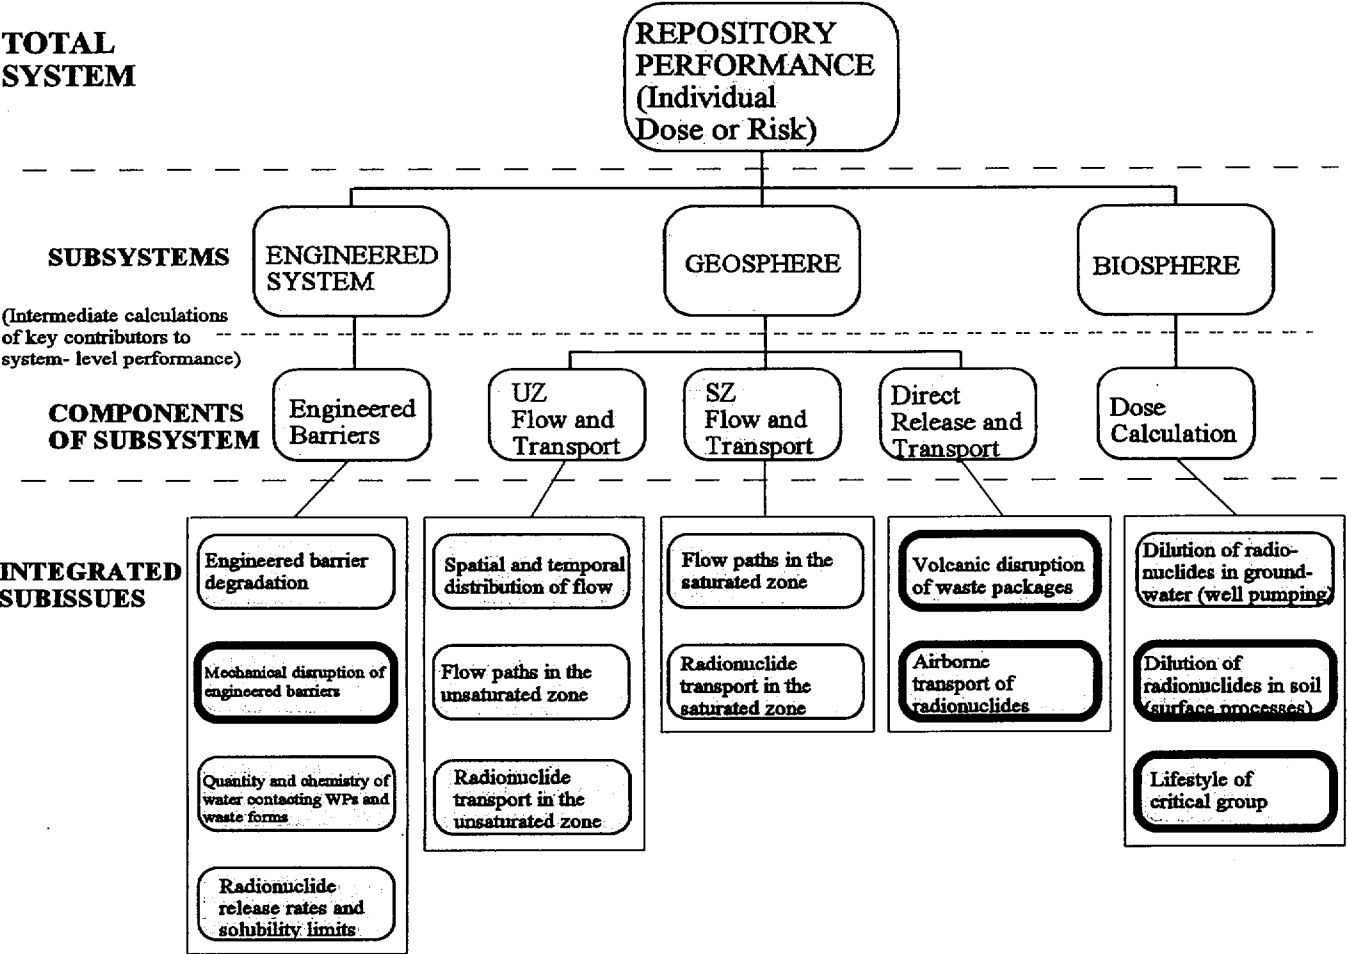 TOTAL
SYSTEM
REPOSITORY
PERFORMANCE
(Individual
Dose or Risk)
SUBSYSTEMS
(Intermediate calculations
of key contributors to
system- level performance)
ENGINEERED
SYSTEM
GEOSPHERE
BIOSPHERE
COMPONENTS
OF SUBSYSTEM
Engineered
Barriers
UZ
Flow and
Transport
SZ
Flow and
Transport
Direct
Release and
Transport
Dose
Calculation
INTEGRATED
SUBISSUES
Engineered barrier
degradation
Mechanical disruption of
engineered barriers
Quantity and chemistry of
water contacting WPs and
waste forms
Radionuclide
release rates and
solubility limits
Spatial and temporal
distribution of flow
Flow paths in the
unsaturated zone
Radionuclide
transport in the
unsaturated zone
Flow paths in the
saturated zone
Radionuclide
transport in the
saturated zone
Volcanic disruption
of waste packages
Airborne
transport of
radionuclides
Dilution of radio-
nuclides in ground-
water (well pumping)
Dilution of
radionuclides in soil
(surface processes)
Lifestyle of
critical group